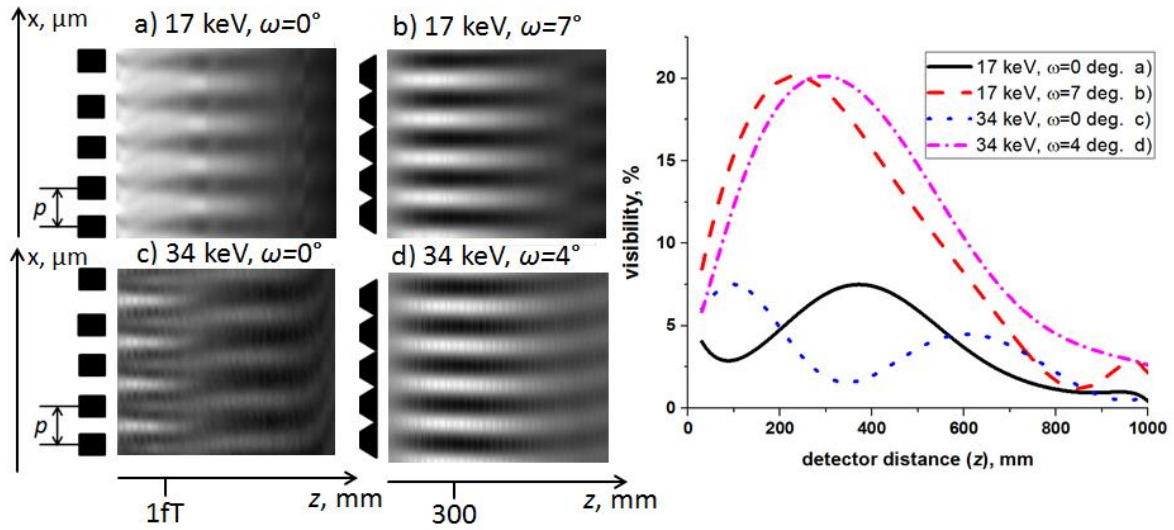 x, μm
a) 17 keV, ω=0°
b) 17 keV, ω=7°
p
x, μm
c) 34 keV, ω=0°
d) 34 keV, ω=4°
p
1fT
z, mm
300
z, mm
visibility, %
20
15
10
5
0
17 keV, ω=0 deg. a)
17 keV, ω=7 deg. b)
34 keV, ω=0 deg. c)
34 keV, ω=4 deg. d)
0 200 400 600 800 1000
detector distance (z), mm